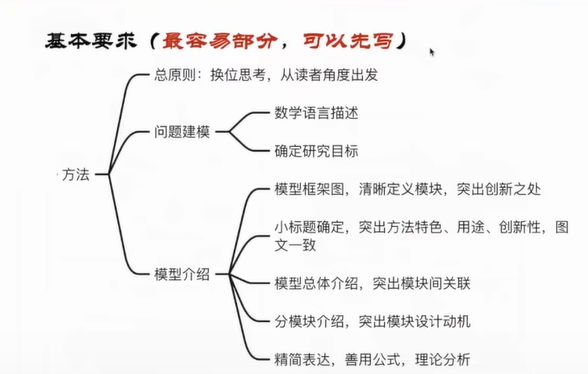 基本要求（最容易部分，可以先写）
总原则：换位思考，从读者角度出发
数学语言描述
问题建模
确定研究目标
方法
模型框架图，清晰定义模块，突出创新之处
小标题确定，突出方法特色、用途、创新性，图
文一致
模型介绍
模型总体介绍，突出模块间关联
分模块介绍，突出模块设计动机
精简表达，善用公式，理论分析